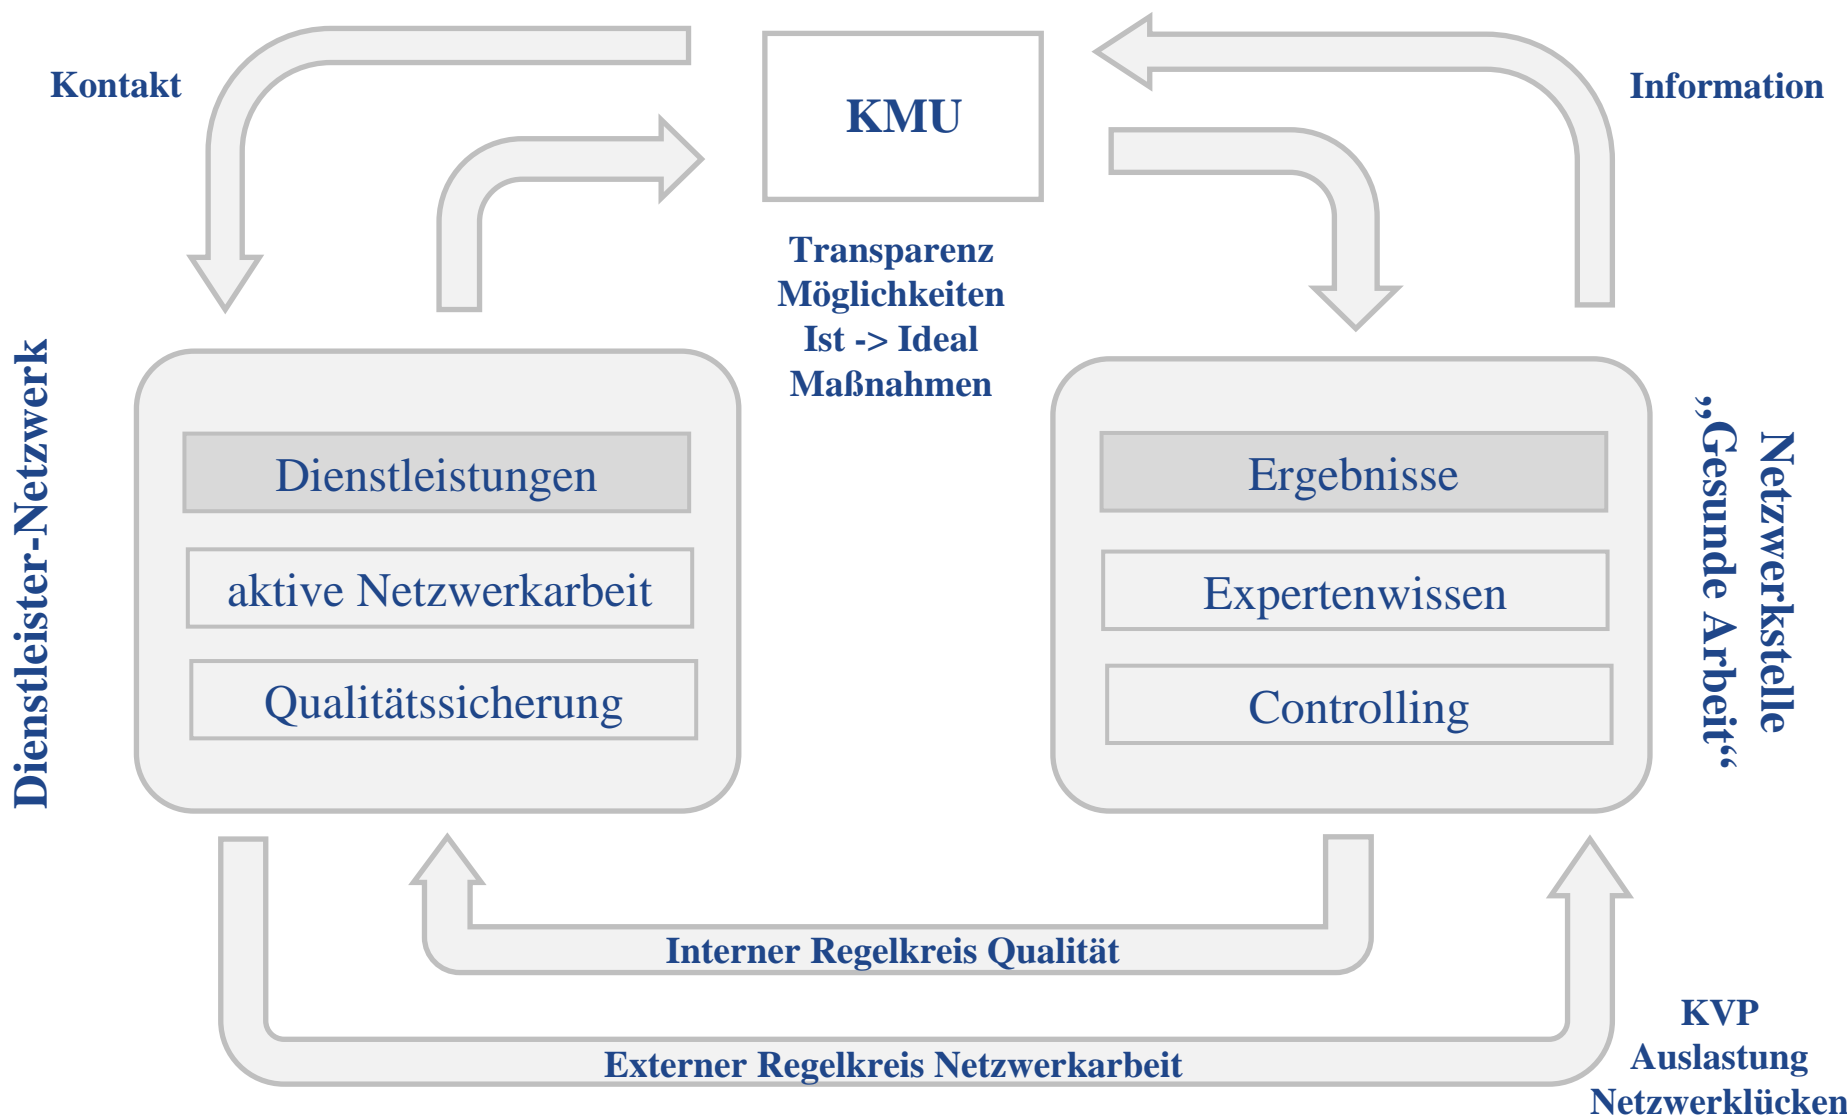 Kontakt
KMU
Information
Transparenz
Möglichkeiten
Ist -> Ideal
Maßnahmen
Dienstleister-Netzwerk
Dienstleistungen
aktive Netzwerkarbeit
Qualitätssicherung
Ergebnisse
Expertenwissen
Controlling
Netzwerkstelle
„Gesunde Arbeit“
Interner Regelkreis Qualität
Externer Regelkreis Netzwerkarbeit
KVP
Auslastung
Netzwerklücken